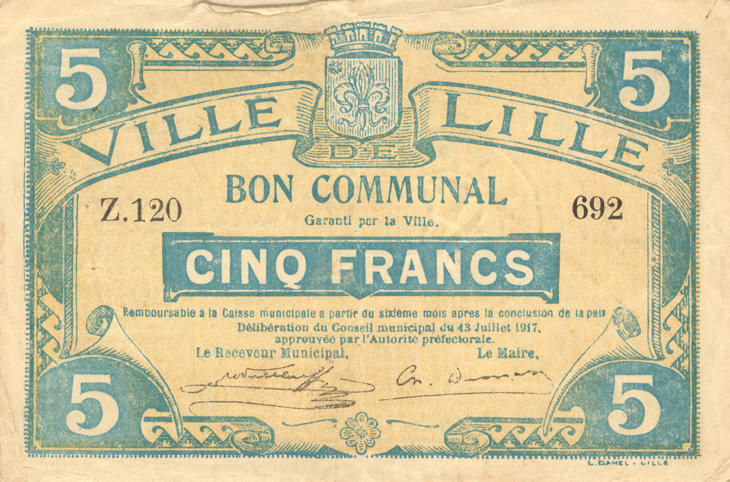 5 5
VILLE DE LILLE
BON COMMUNAL
Z.120 692
Garanti par la Ville.
CINQ FRANCS
Remboursable à la Caisse municipale a partir du sixième mois après la conclusion de la paix
Délibération du Conseil municipal du 13 Juillet 1917,
approuvée par l'Autorité préfectorale.
Le Receveur Municipal, Le Maire,
5 5
L. DANEL - LILLE